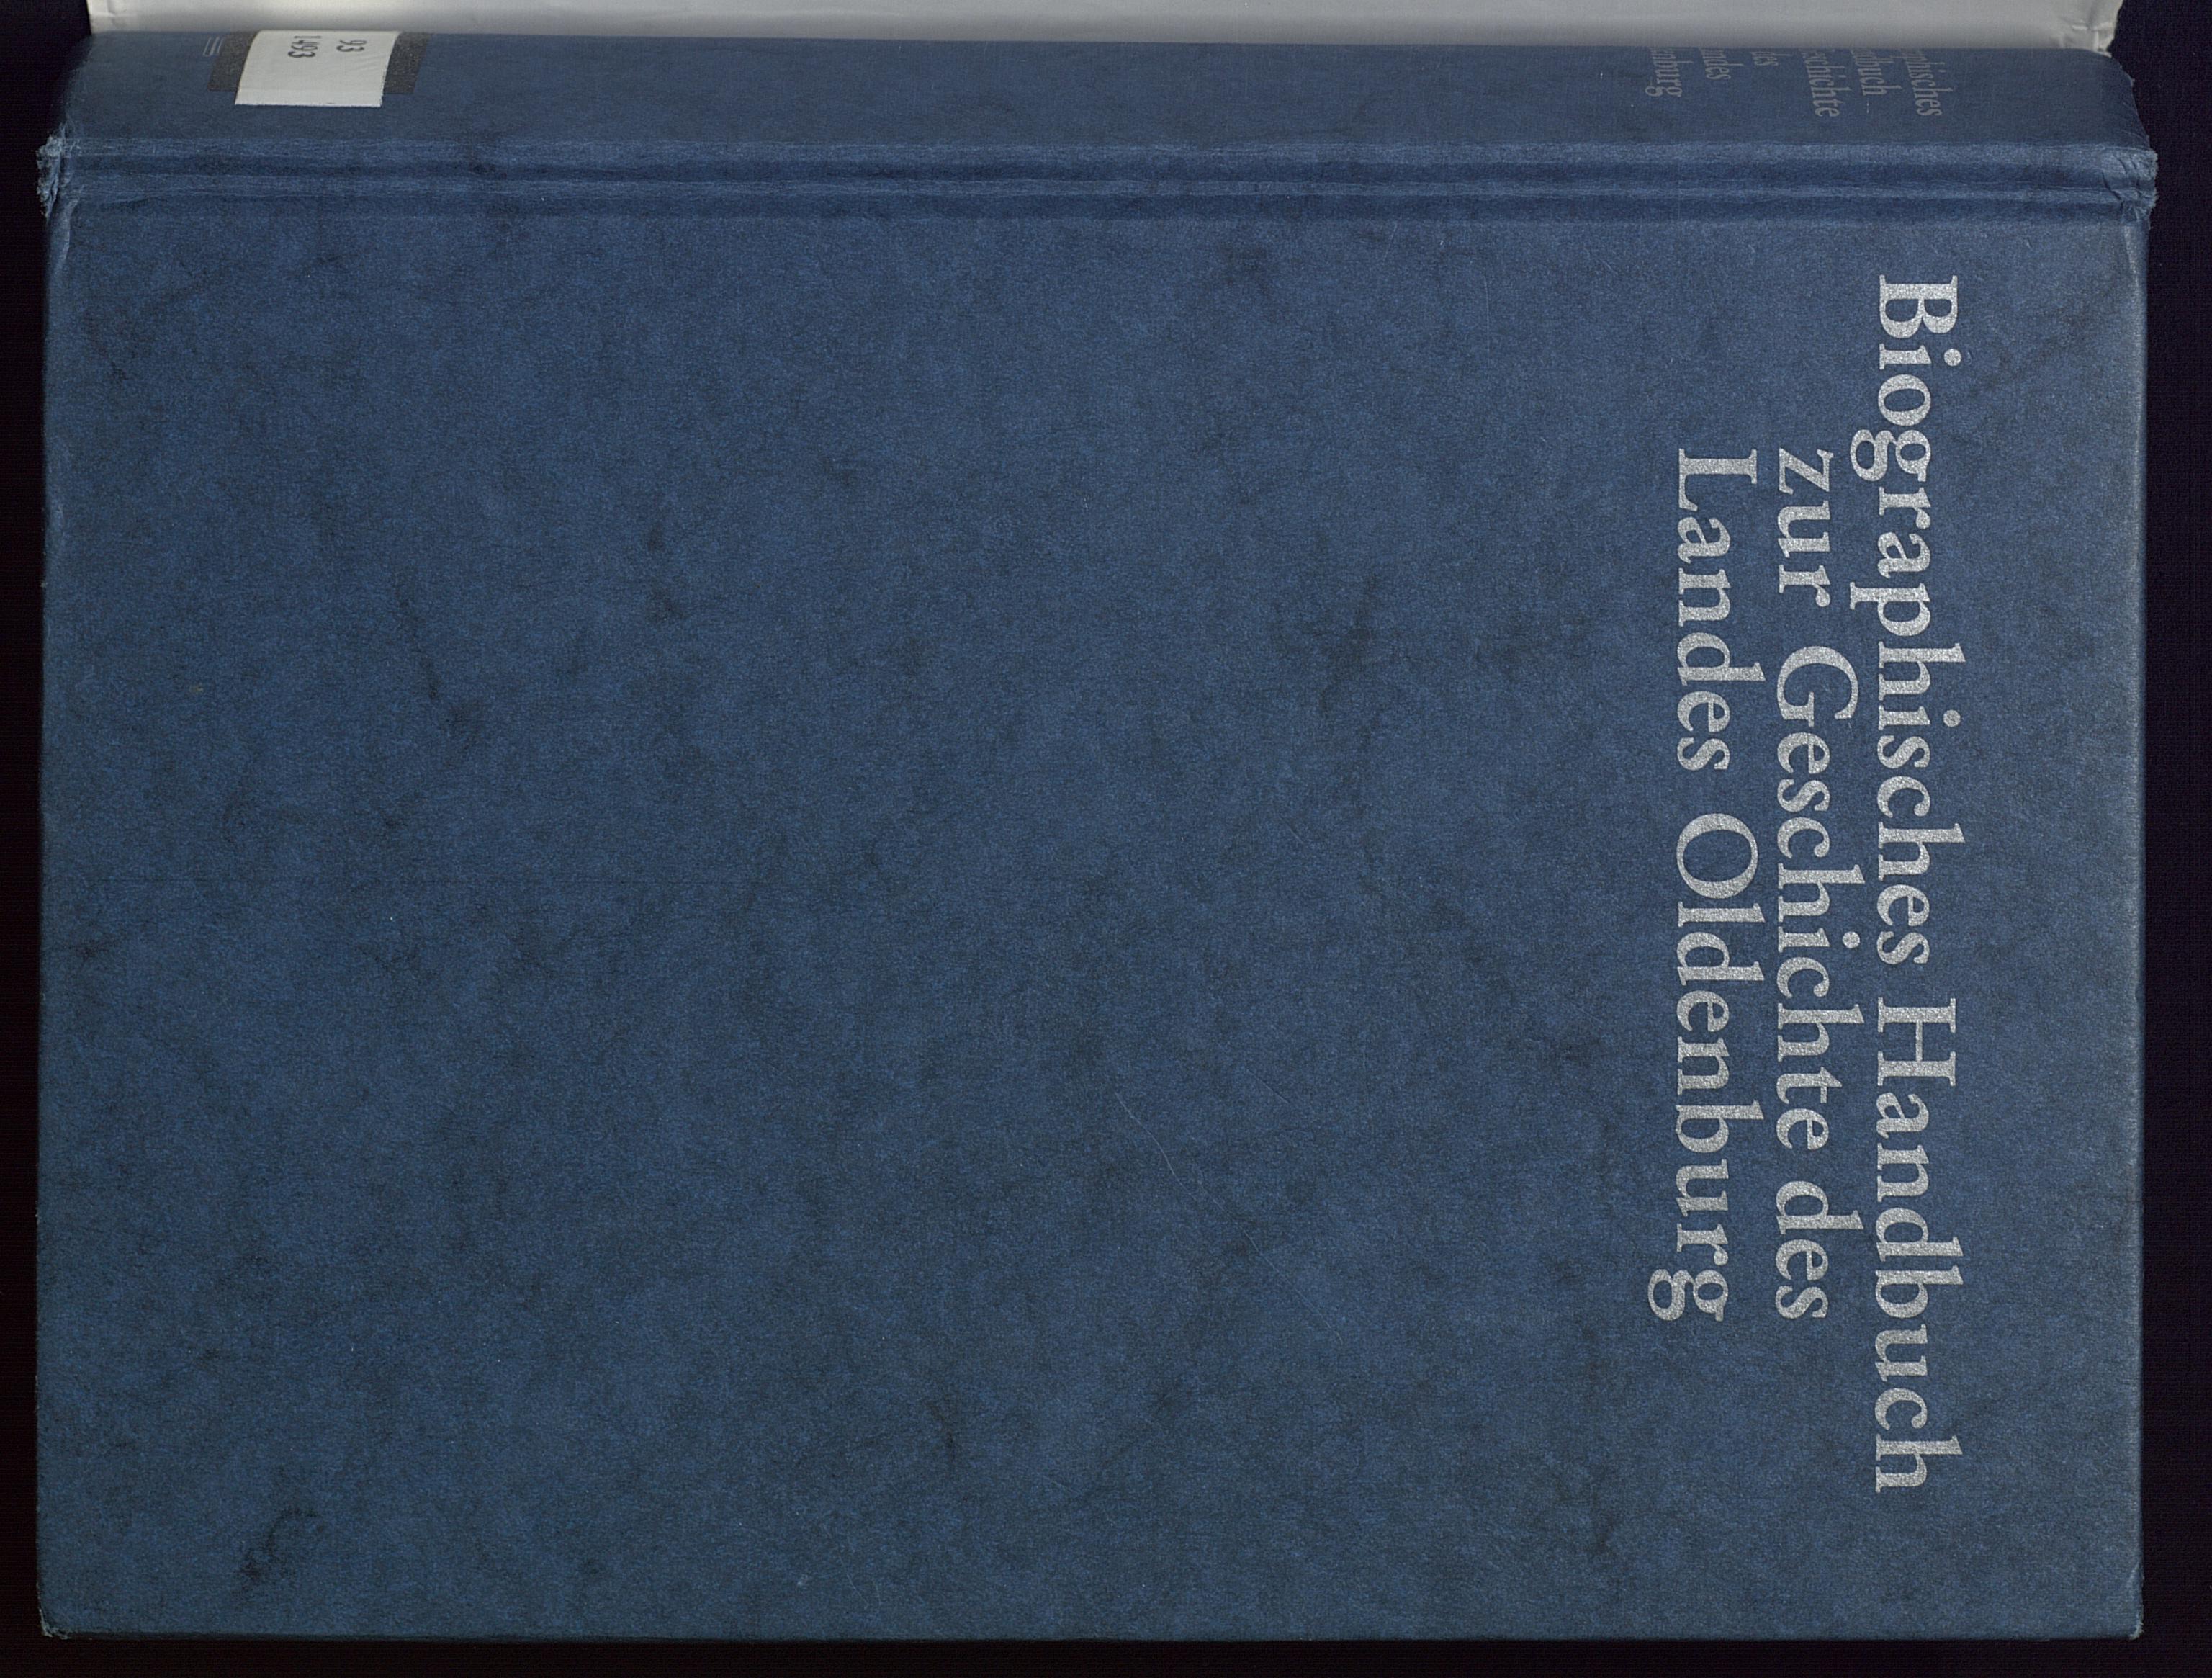 Biographisches Handbuch
zur Geschichte des
Landes Oldenburg
93
1493